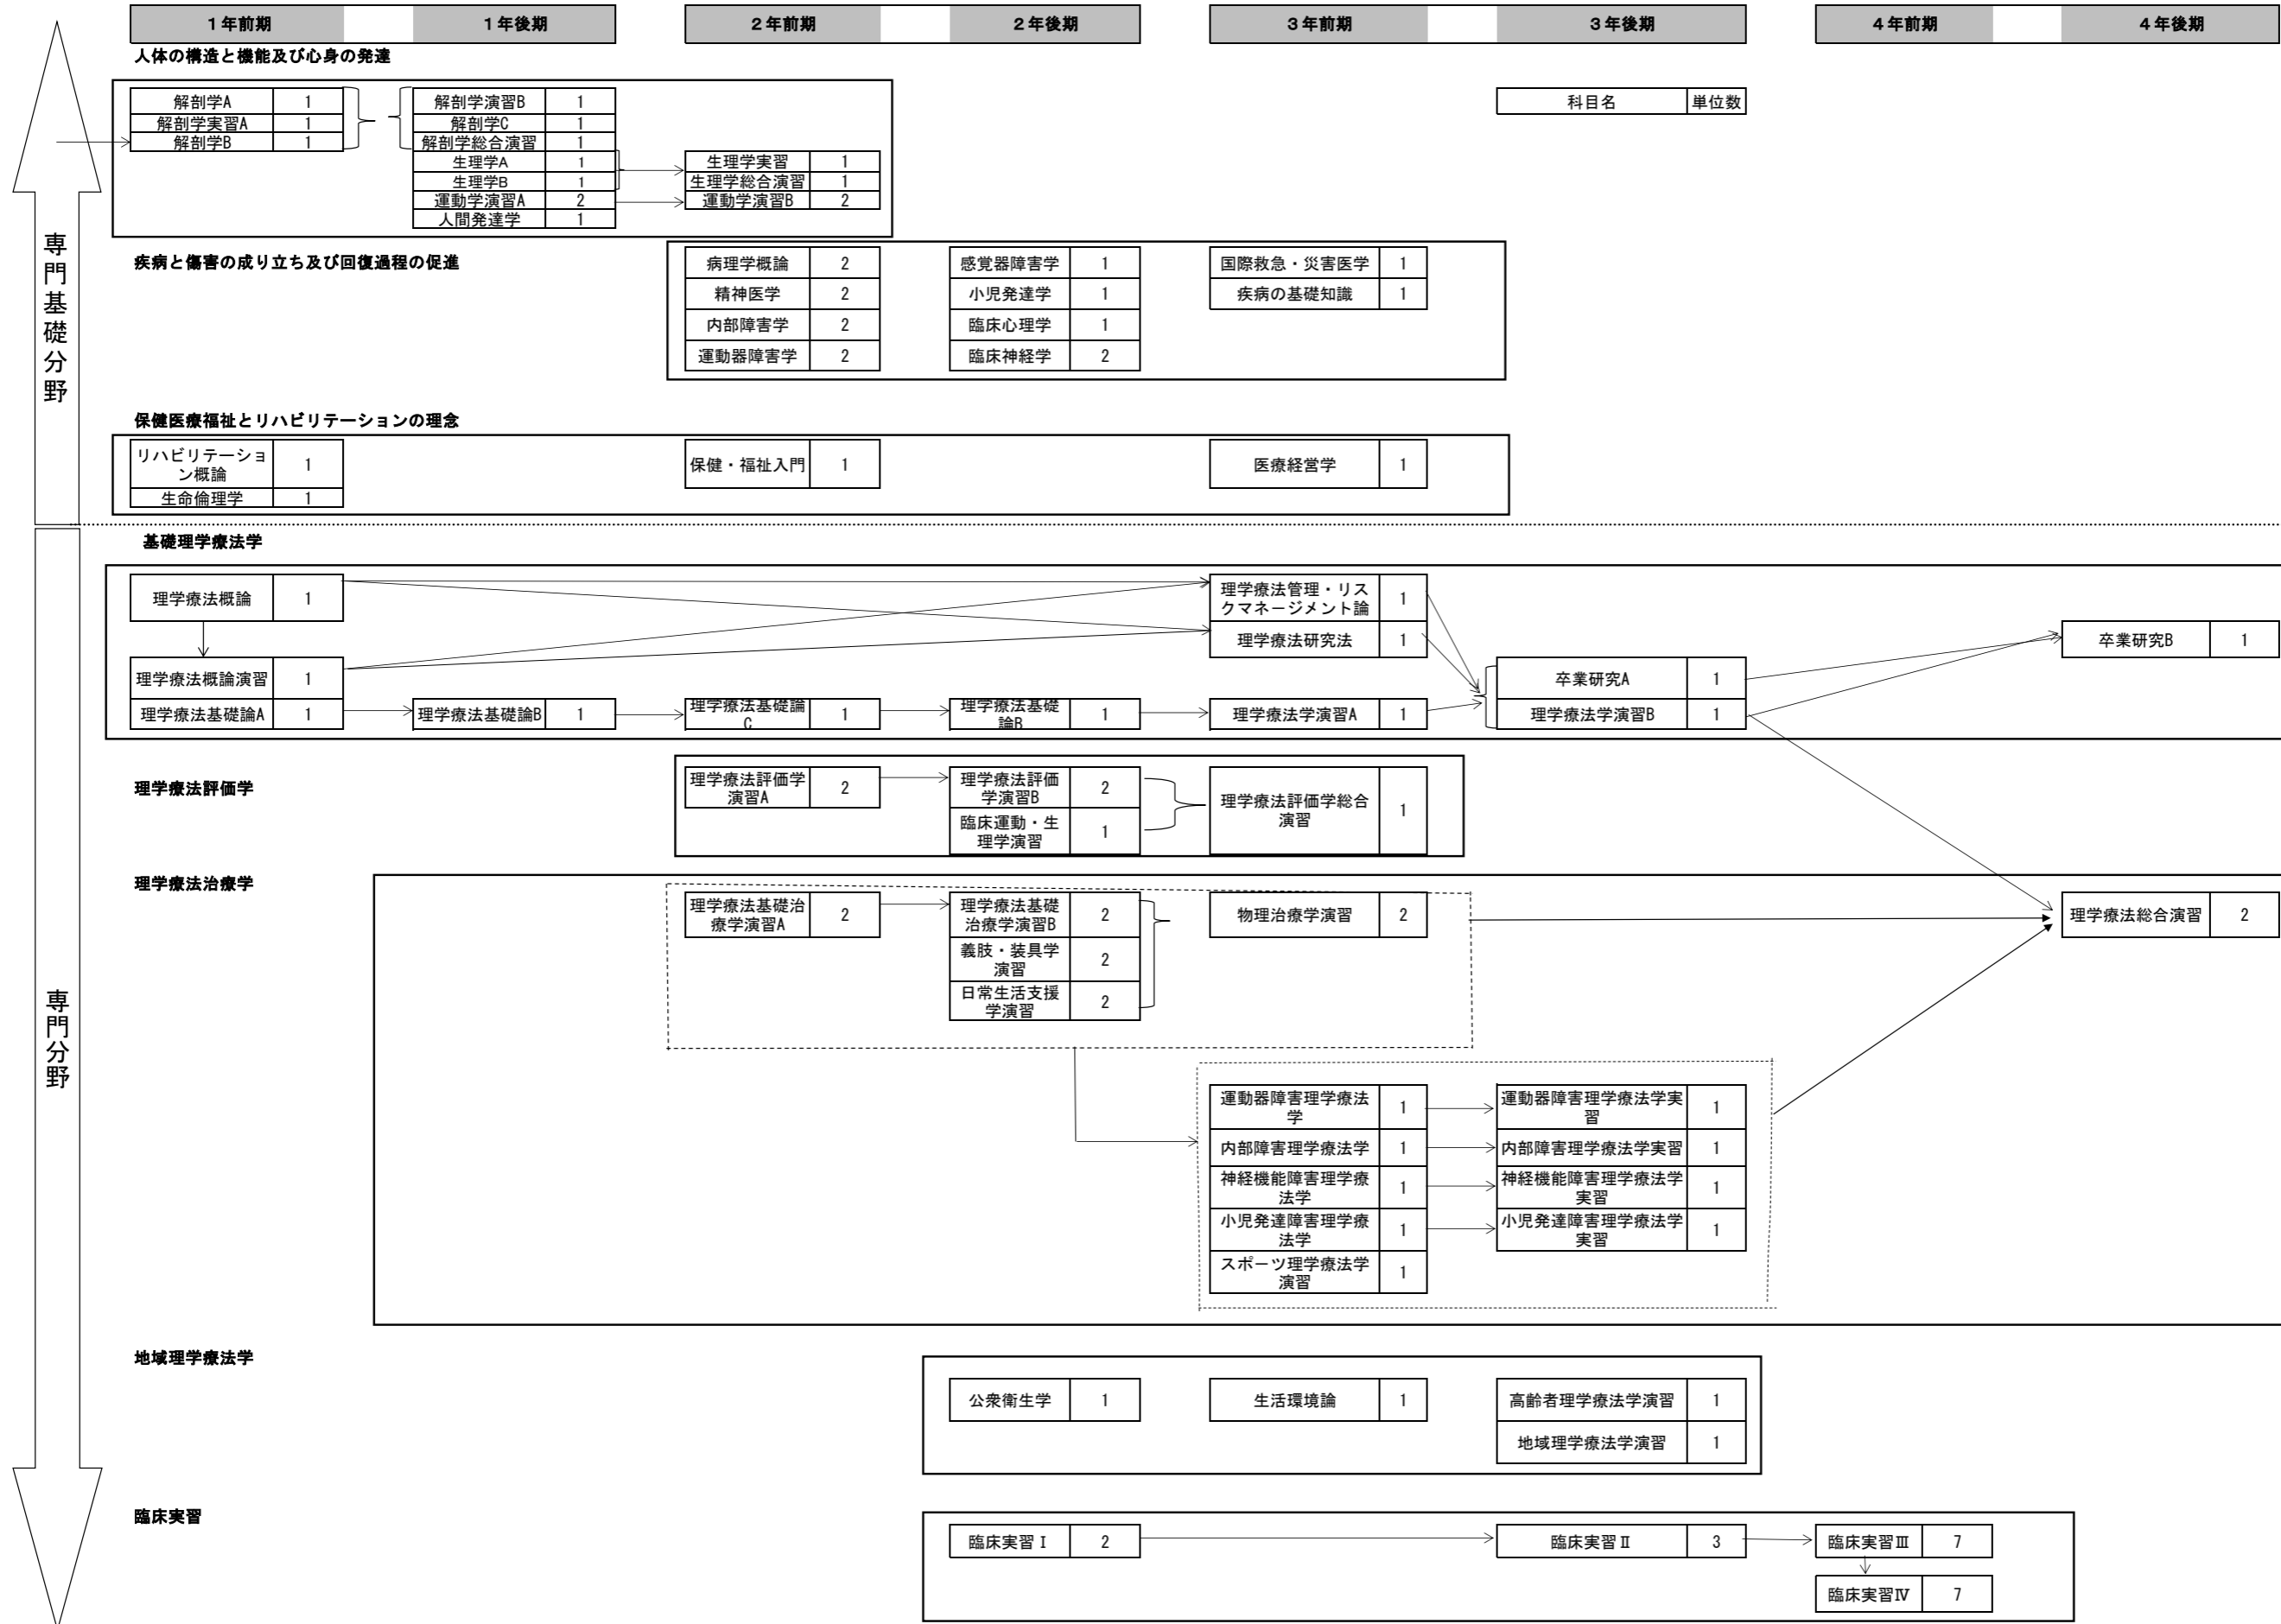 1年前期
1年後期
2年前期
2年後期
3年前期
3年後期
4年前期
4年後期
人体の構造と機能及び心身の発達
科目名 単位数
解剖学A 1
解剖学実習A 1
解剖学B 1
解剖学演習B 1
解剖学C 1
解剖学総合演習 1
生理学A 1
生理学B 1
運動学演習A 2
人間発達学 1
生理学実習 1
生理学総合演習 1
運動学演習B 2
専門基礎分野
疾病と傷害の成り立ち及び回復過程の促進
病理学概論 2
精神医学 2
内部障害学 2
運動器障害学 2
感覚器障害学 1
小児発達学 1
臨床心理学 1
臨床神経学 2
国際救急・災害医学 1
疾病の基礎知識 1
保健医療福祉とリハビリテーションの理念
リハビリテーショ
ン概論 1
生命倫理学 1
保健・福祉入門 1
医療経営学 1
専門分野
基礎理学療法学
理学療法概論 1
理学療法概論演習 1
理学療法基礎論A 1
理学療法基礎論B 1
理学療法基礎論
C 1
理学療法基礎
論B 1
理学療法管理・リス
クマネージメント論 1
理学療法研究法 1
理学療法学演習A 1
卒業研究A 1
理学療法学演習B 1
卒業研究B 1
理学療法評価学
理学療法評価学
演習A 2
理学療法評価
学演習B 2
臨床運動・生
理学演習 1
理学療法評価学総合
演習 1
理学療法治療学
理学療法基礎治
療学演習A 2
理学療法基礎
治療学演習B 2
義肢・装具学
演習 2
日常生活支援
学演習 2
物理治療学演習 2
理学療法総合演習 2
運動器障害理学療法
学 1
内部障害理学療法学 1
神経機能障害理学療
法学 1
小児発達障害理学療
法学 1
スポーツ理学療法学
演習 1
運動器障害理学療法学実
習 1
内部障害理学療法学実習 1
神経機能障害理学療法学
実習 1
小児発達障害理学療法学
実習 1
地域理学療法学
公衆衛生学 1
生活環境論 1
高齢者理学療法学演習 1
地域理学療法学演習 1
臨床実習
臨床実習Ⅰ 2
臨床実習Ⅱ 3
臨床実習Ⅲ 7
臨床実習Ⅳ 7